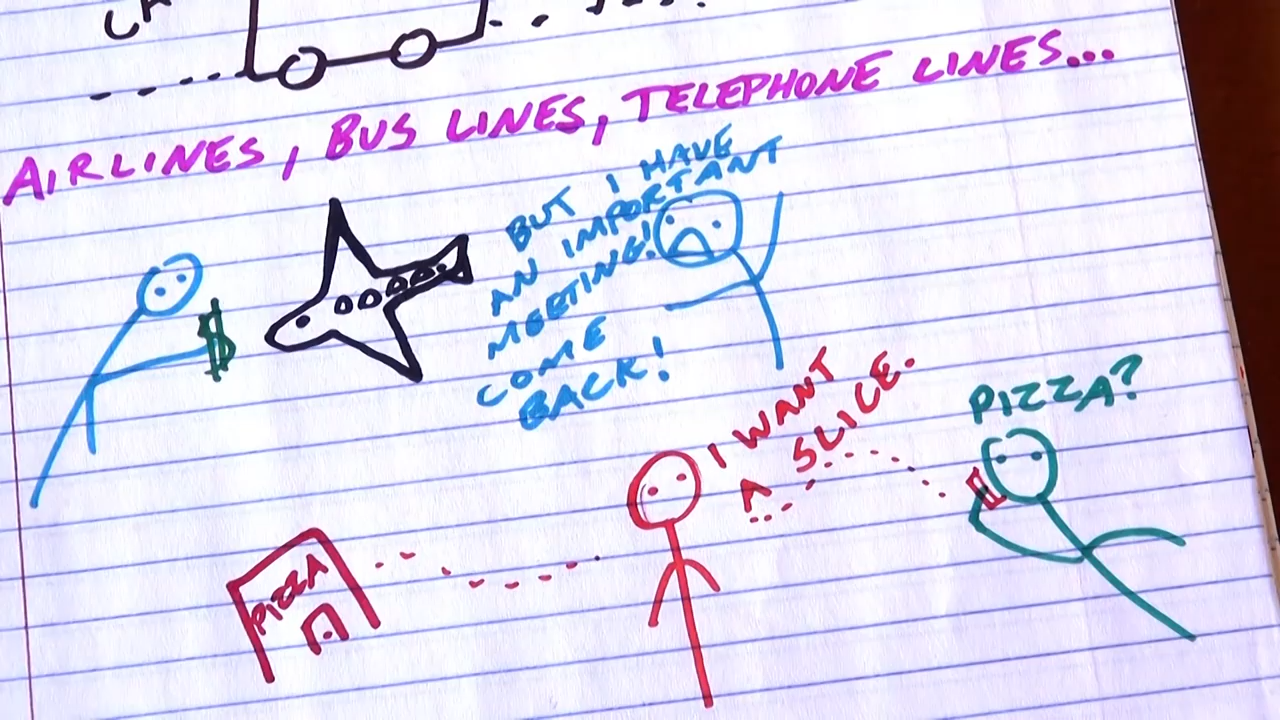 AIRLINES, BUS LINES, TELEPHONE LINES...
BUT I HAVE
AN IMPORTANT
MEETING!
COME
BACK!
$
I WANT
A SLICE.
PIZZA?
PIZZA